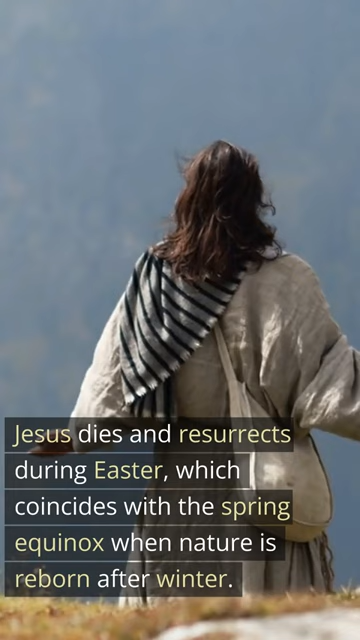 Jesus dies and resurrects
during Easter, which
coincides with the spring
equinox when nature is
reborn after winter.